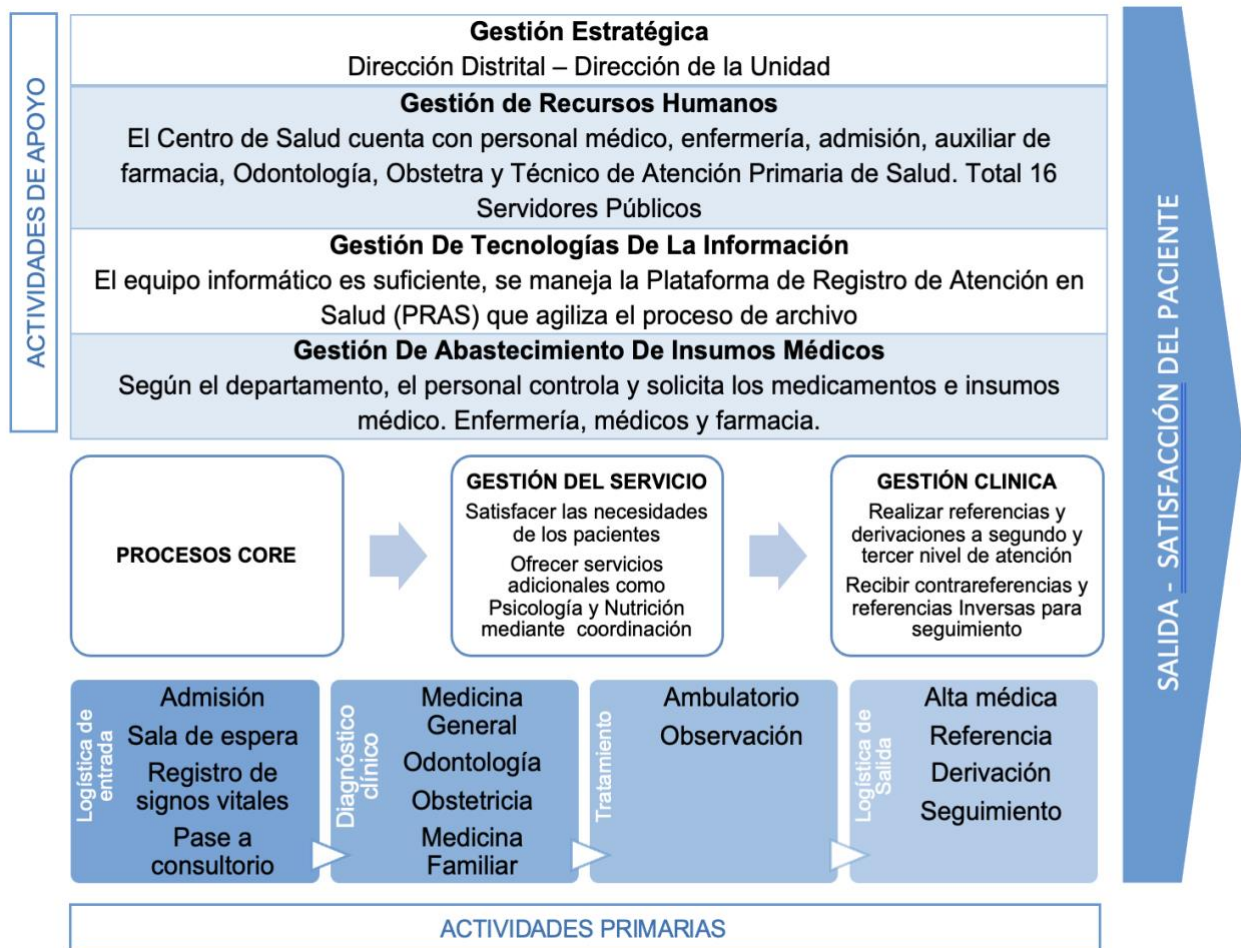 ACTIVIDADES DE APOYO
Gestión Estratégica
Dirección Distrital – Dirección de la Unidad
Gestión de Recursos Humanos
El Centro de Salud cuenta con personal médico, enfermería, admisión, auxiliar de
farmacia, Odontología, Obstetra y Técnico de Atención Primaria de Salud. Total 16
Servidores Públicos
Gestión De Tecnologías De La Información
El equipo informático es suficiente, se maneja la Plataforma de Registro de Atención en
Salud (PRAS) que agiliza el proceso de archivo
Gestión De Abastecimiento De Insumos Médicos
Según el departamento, el personal controla y solicita los medicamentos e insumos
médico. Enfermería, médicos y farmacia.
PROCESOS CORE
GESTIÓN DEL SERVICIO
Satisfacer las necesidades
de los pacientes
Ofrecer servicios
adicionales como
Psicología y Nutrición
mediante coordinación
GESTIÓN CLINICA
Realizar referencias y
derivaciones a segundo y
tercer nivel de atención
Recibir contrareferencias y
referencias Inversas para
seguimiento
Logística de
entrada
Admisión
Sala de espera
Registro de
signos vitales
Pase a
consultorio
Diagnóstico
clínico
Medicina
General
Odontología
Obstetricia
Medicina
Familiar
Tratamiento
Ambulatorio
Observación
Logística de
Salida
Alta médica
Referencia
Derivación
Seguimiento
SALIDA - SATISFACCIÓN DEL PACIENTE
ACTIVIDADES PRIMARIAS